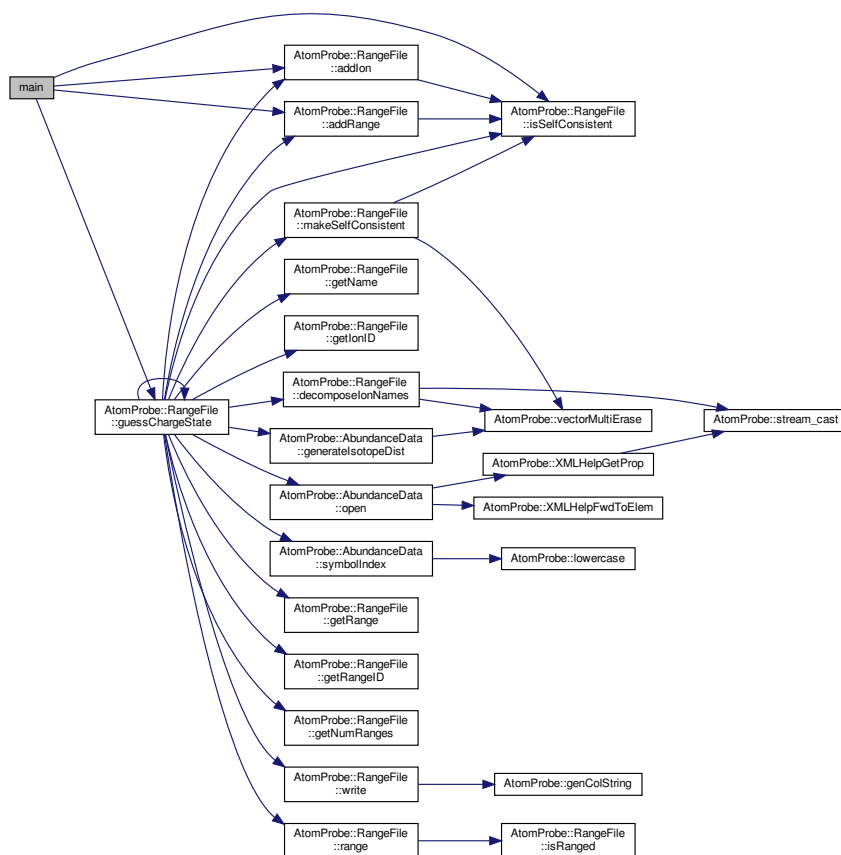 main
AtomProbe::RangeFile
::addIon
AtomProbe::RangeFile
::addRange
AtomProbe::RangeFile
::isSelfConsistent
AtomProbe::RangeFile
::makeSelfConsistent
AtomProbe::RangeFile
::getName
AtomProbe::RangeFile
::getIonID
AtomProbe::RangeFile
::guessChargeState
AtomProbe::RangeFile
::decomposeIonNames
AtomProbe::vectorMultiErase
AtomProbe::stream_cast
AtomProbe::AbundanceData
::generateIsotopeDist
AtomProbe::XMLHelpGetProp
AtomProbe::AbundanceData
::open
AtomProbe::XMLHelpFwdToElem
AtomProbe::AbundanceData
::symbolIndex
AtomProbe::lowercase
AtomProbe::RangeFile
::getRange
AtomProbe::RangeFile
::getRangeID
AtomProbe::RangeFile
::getNumRanges
AtomProbe::RangeFile
::write
AtomProbe::genColString
AtomProbe::RangeFile
::range
AtomProbe::RangeFile
::isRanged